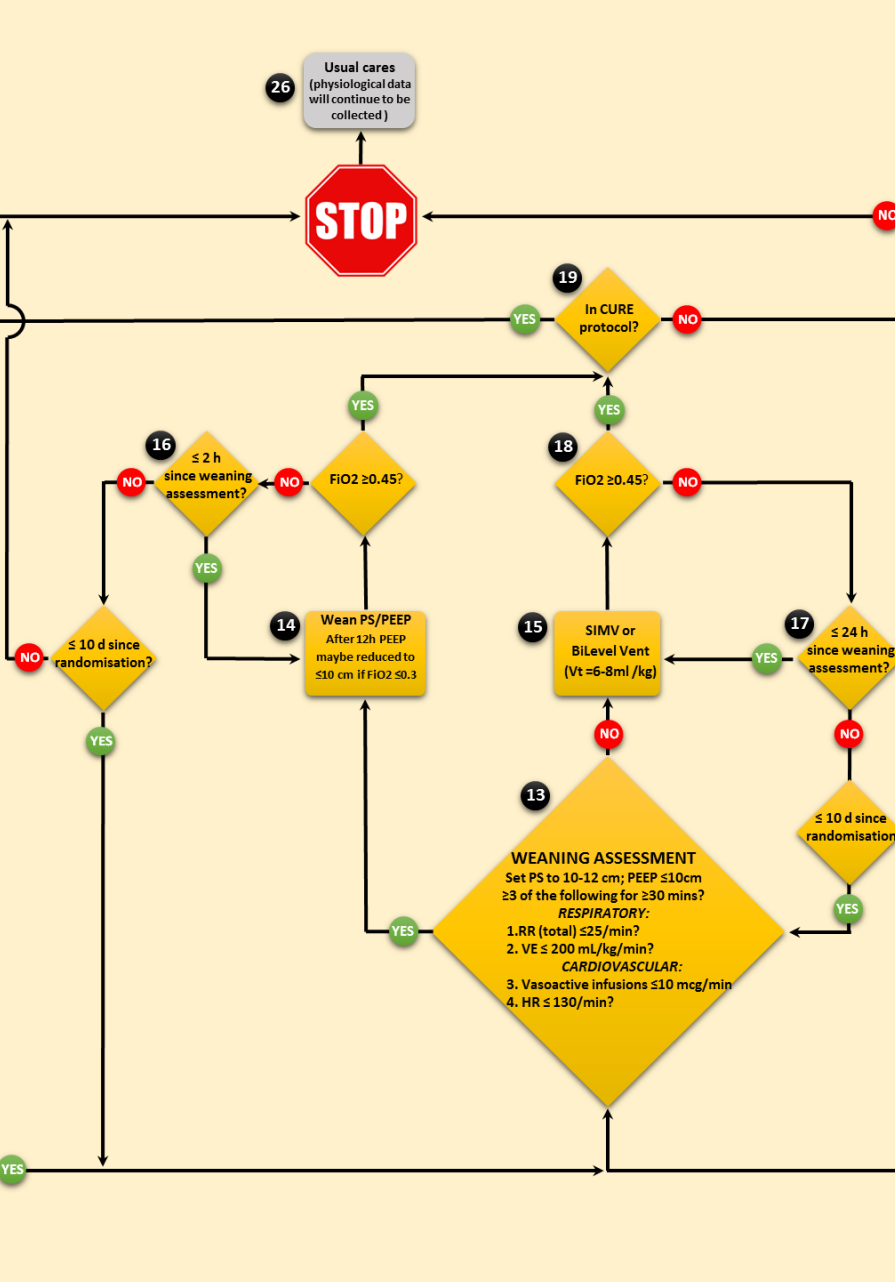 26
Usual cares
(physiological data
will continue to be
collected )
STOP
NO
19
In CURE
protocol?
YES
NO
YES
YES
16
≤ 2 h
since weaning
assessment?
NO
NO
FiO2 ≥0.45?
18
FiO2 ≥0.45?
NO
YES
14
Wean PS/PEEP
After 12h PEEP
maybe reduced to
≤10 cm if FiO2 ≤0.3
15
SIMV or
BiLevel Vent
(Vt =6-8ml /kg)
17
≤ 24 h
since weaning
assessment?
YES
≤ 10 d since
randomisation?
NO
YES
NO
NO
13
≤ 10 d since
randomisation
WEANING ASSESSMENT
Set PS to 10-12 cm; PEEP ≤10cm
≥3 of the following for ≥30 mins?
RESPIRATORY:
1.RR (total) ≤25/min?
2. VE ≤ 200 mL/kg/min?
CARDIOVASCULAR:
3. Vasoactive infusions ≤10 mcg/min
4. HR ≤ 130/min?
YES
YES
YES